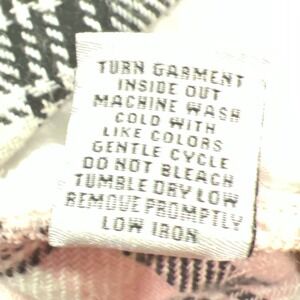 TURN GARMENT
INSIDE OUT
MACHINE WASH
COLD WITH
LIKE COLORS
GENTLE CYCLE
DO NOT BLEACH
TUMBLE DRY LOW
REMOVE PROMPTLY
LOW IRON